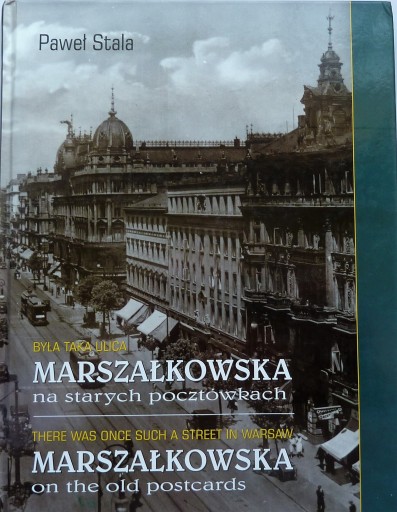 Paweł Stala
BYŁA TAKA ULICA
MARSZAŁKOWSKA
na starych pocztówkach
THERE WAS ONCE SUCH A STREET IN WARSAW
MARSZAŁKOWSKA
on the old postcards